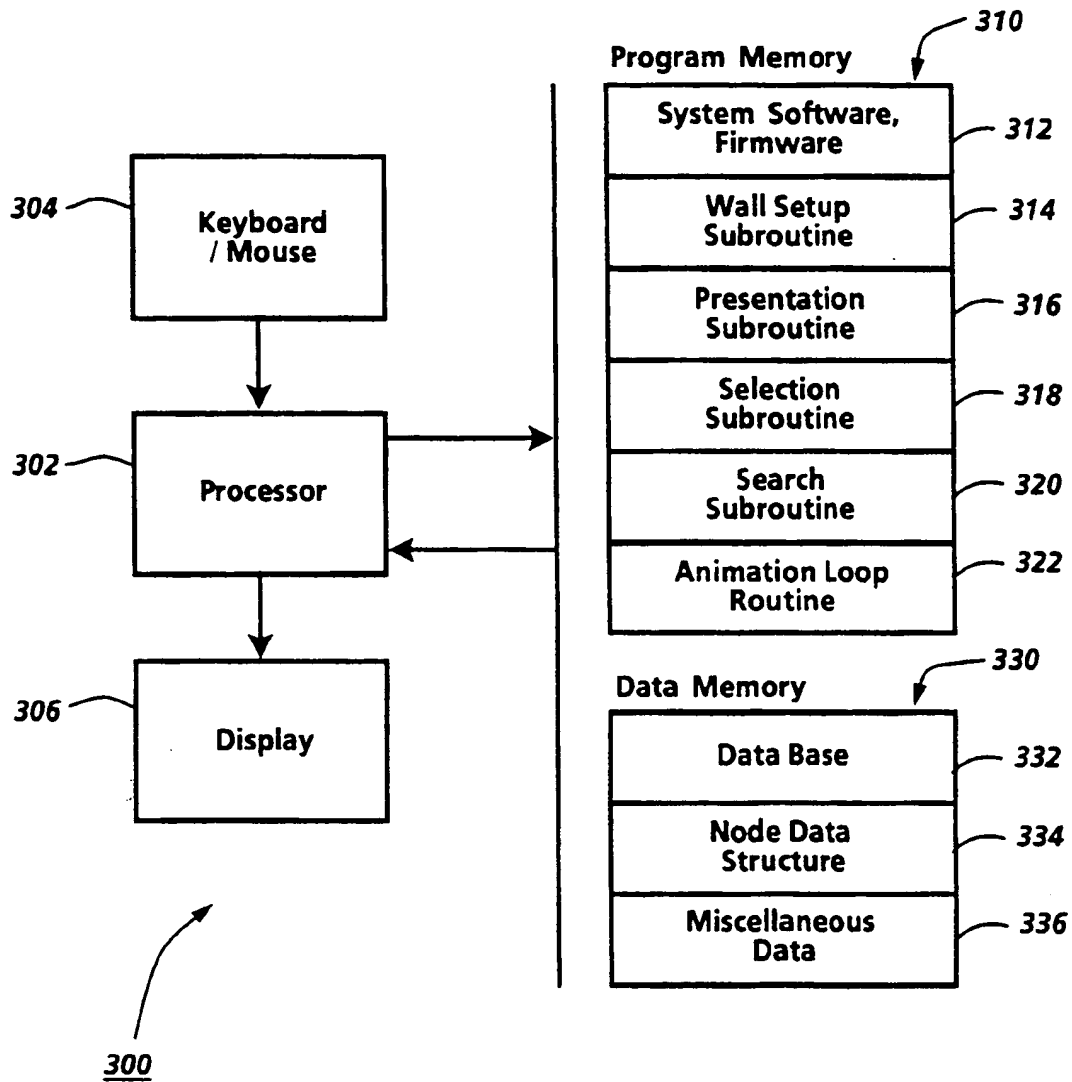 310
Program Memory
System Software,
Firmware
312
304
Keyboard
/ Mouse
Wall Setup
Subroutine
314
Presentation
Subroutine
316
Selection
Subroutine
318
302
Processor
Search
Subroutine
320
Animation Loop
Routine
322
330
Data Memory
306
Display
Data Base
332
Node Data
Structure
334
Miscellaneous
Data
336
300